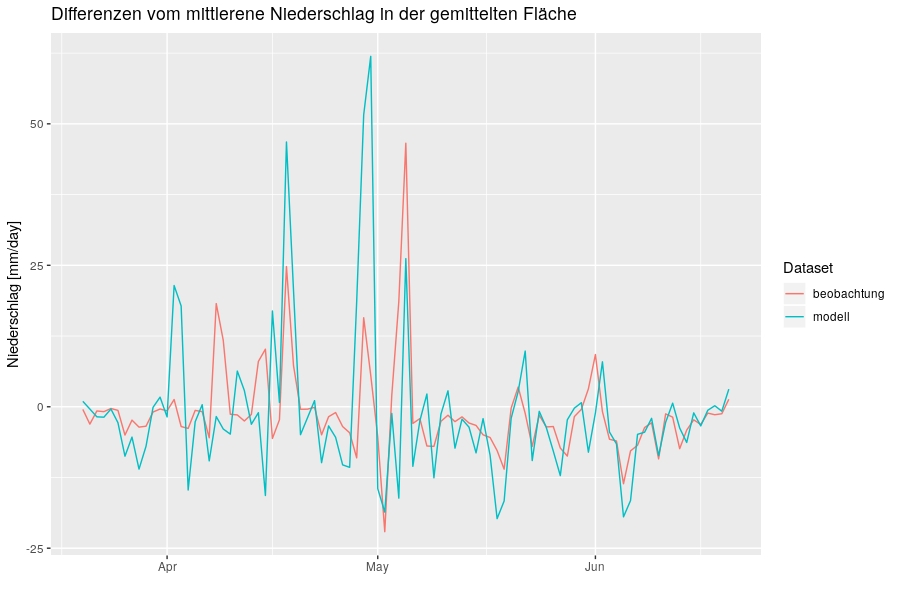 Differenzen vom mittlerene Niederschlag in der gemittelten Fläche
Niederschlag [mm/day]
50
25
0
-25
Apr
May
Jun
Dataset
beobachtung
modell